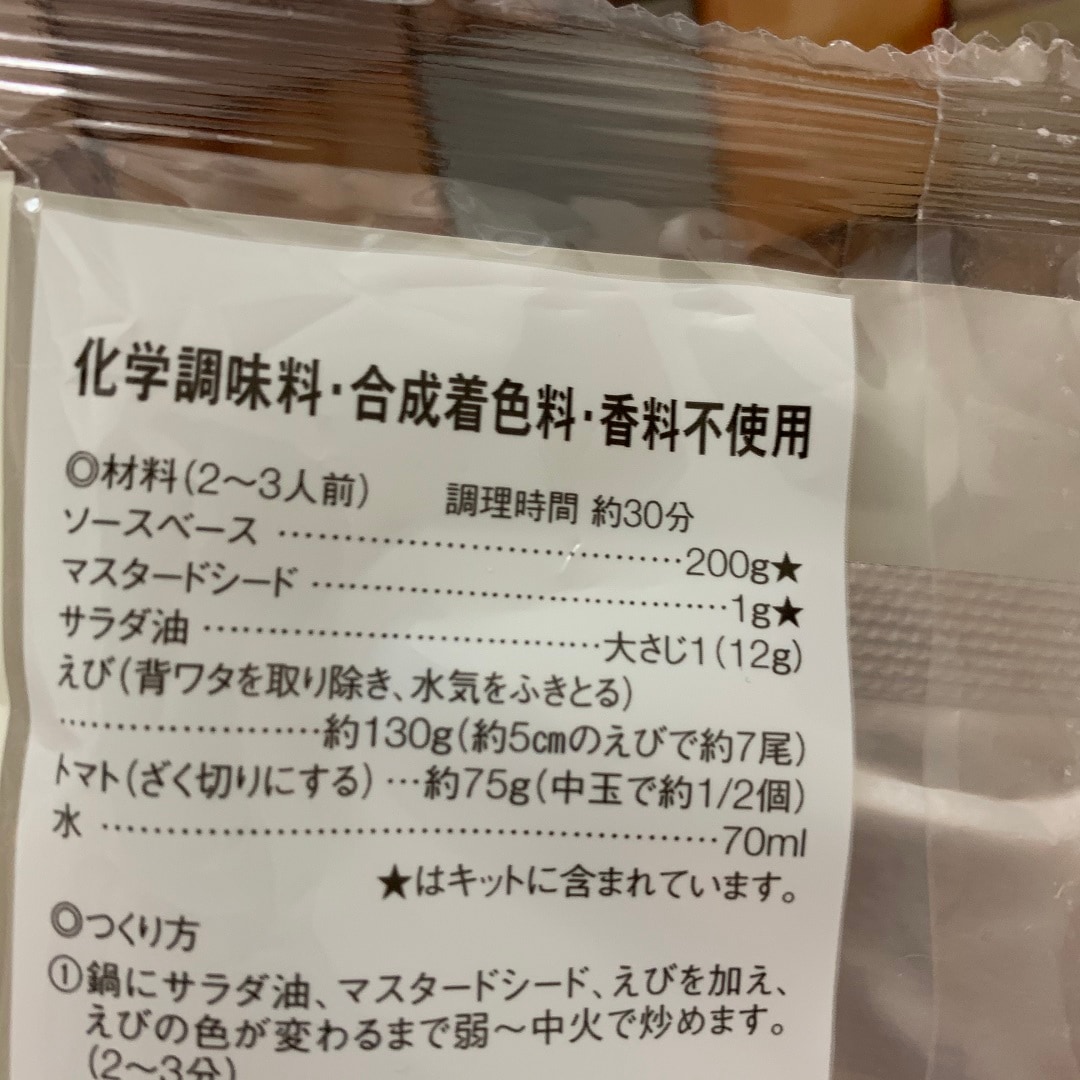 化学調味料・合成着色料・香料不使用
◎材料(2〜3人前) 調理時間 約30分
ソースベース ……………………………200g★
マスタードシード ……………………………1g★
サラダ油 ……………………………大さじ1(12g)
えび(背ワタを取り除き、水気をふきとる)
……………………約130g(約5㎝のえびで約7尾)
トマト(ざく切りにする) …約75g(中玉で約1/2個)
水 ……………………………………………70ml
★はキットに含まれています。
◎つくり方
①鍋にサラダ油、マスタードシード、えびを加え、
えびの色が変わるまで弱〜中火で炒めます。
(2〜3分)